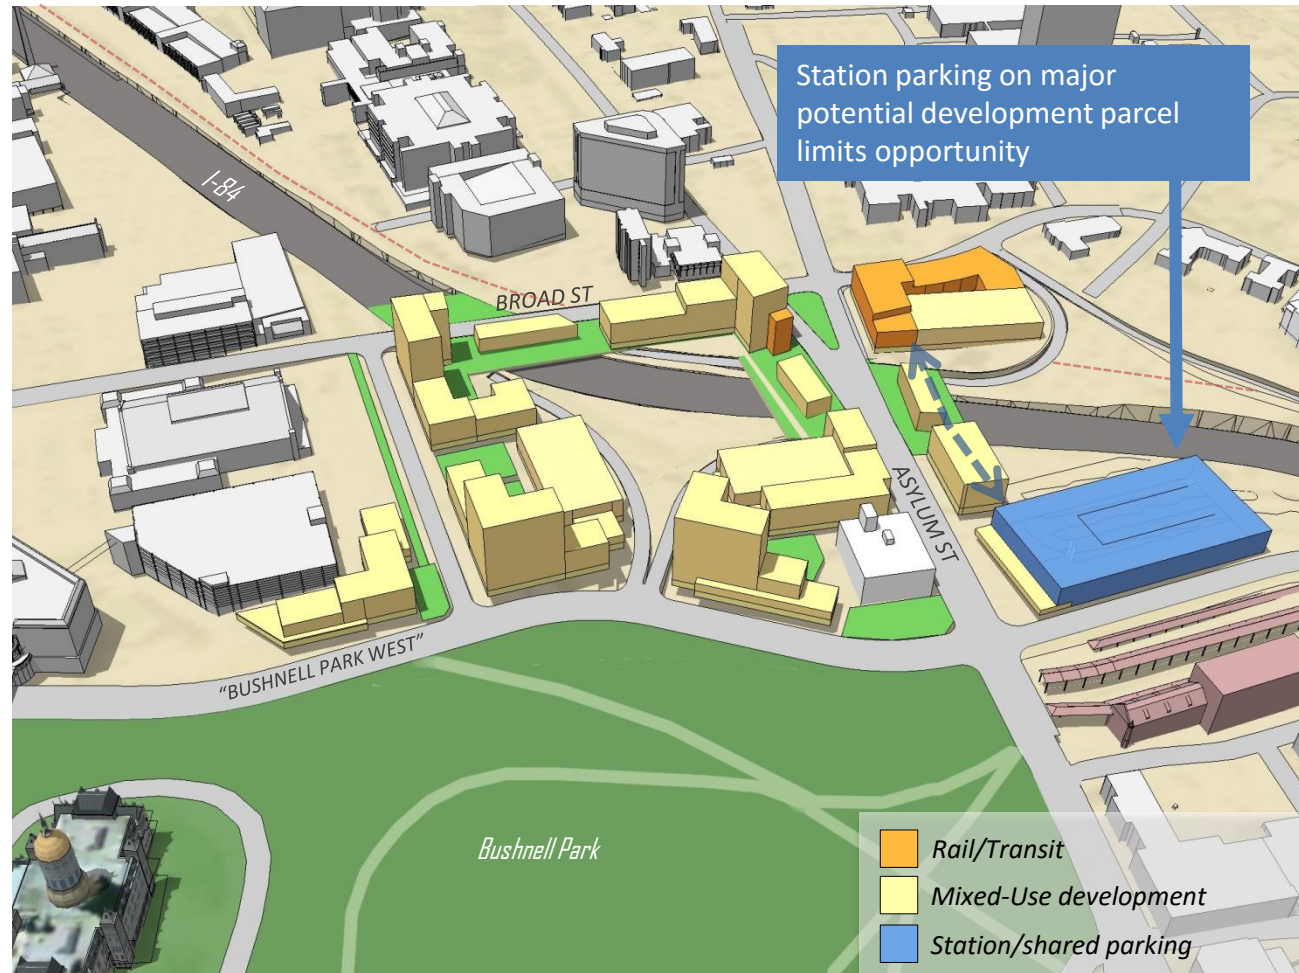 Station parking on major
potential development parcel
limits opportunity
I-84
BROAD ST
ASYLUM ST
"BUSHNELL PARK WEST"
Bushnell Park
Rail/Transit
Mixed-Use development
Station/shared parking